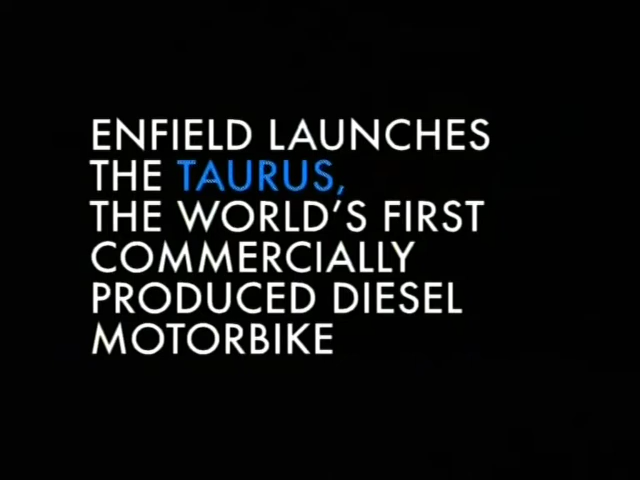 ENFIELD LAUNCHES
THE TAURUS,
THE WORLD'S FIRST
COMMERCIALLY
PRODUCED DIESEL
MOTORBIKE